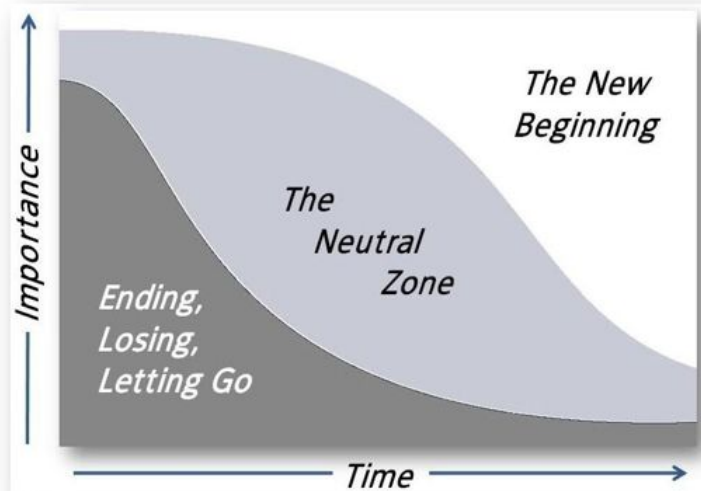 Importance
The New
Beginning
The
Neutral
Zone
Ending,
Losing,
Letting Go
Time